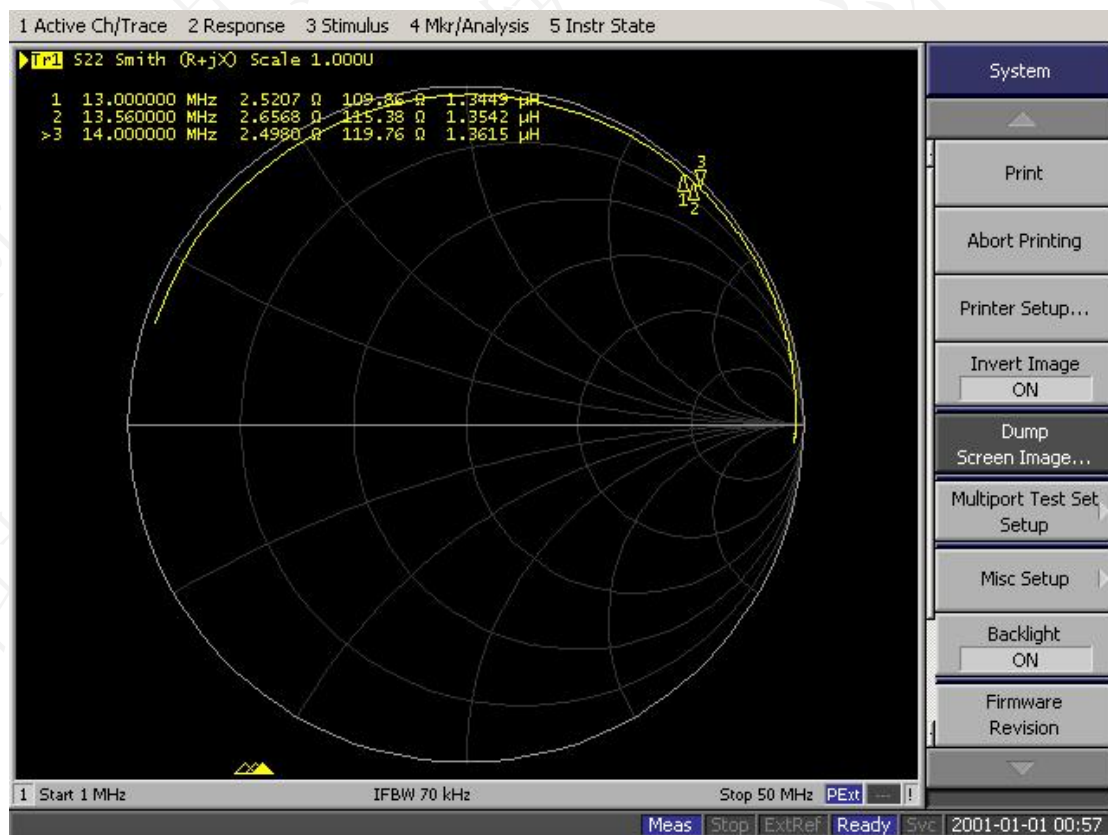 1 Active Ch/Trace 2 Response 3 Stimulus 4 Mkr/Analysis 5 Instr State
Tr1 S22 Smith (R+jX) Scale 1.000U
1 13.000000 MHz 2.5207 Ω 109.86 Ω 1.3449 µH
2 13.560000 MHz 2.6568 Ω 115.38 Ω 1.3542 µH
>3 14.000000 MHz 2.4980 Ω 119.76 Ω 1.3615 µH
3
1
2
System
Print
Abort Printing
Printer Setup...
Invert Image
ON
Dump
Screen Image...
Multiport Test Set
Setup
Misc Setup
Backlight
ON
Firmware
Revision
1 Start 1 MHz IFBW 70 kHz Stop 50 MHz PExt --- !
Meas Stop ExtRef Ready Svc 2001-01-01 00:57